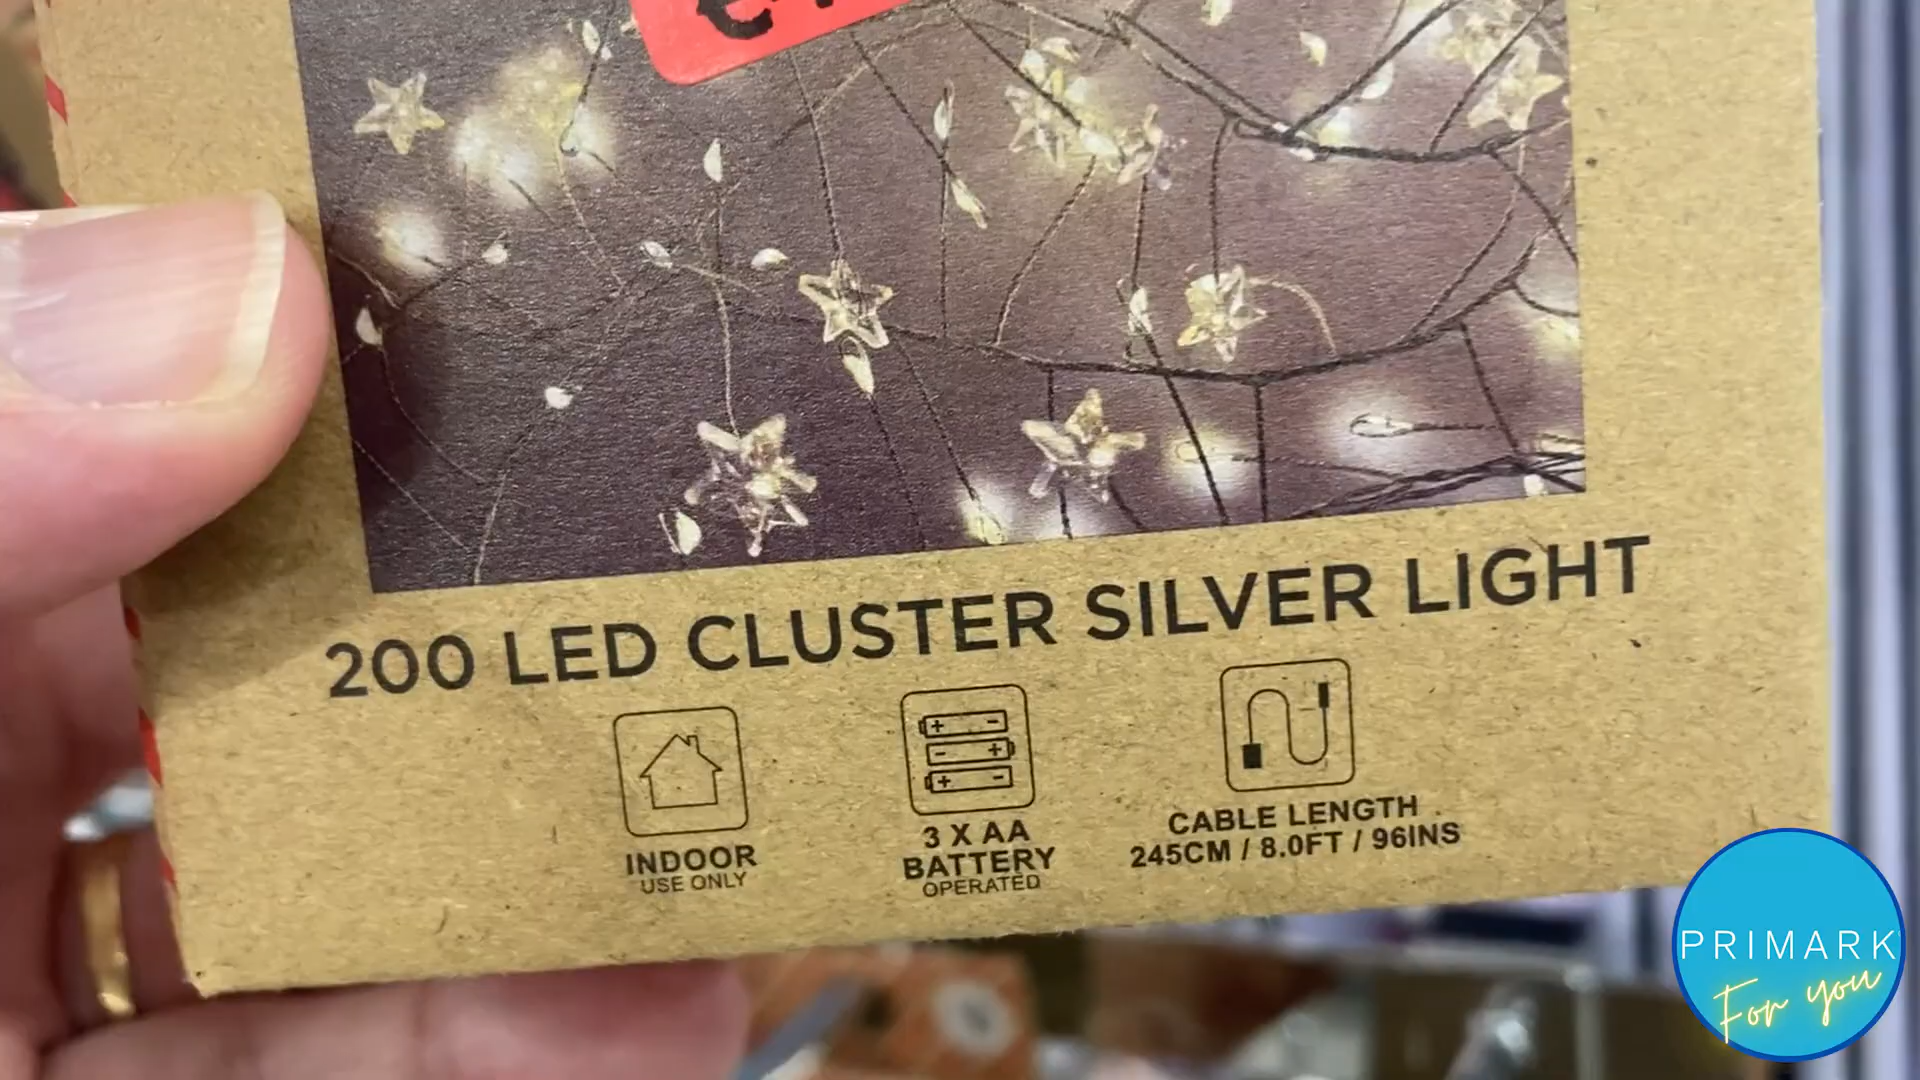 200 LED CLUSTER SILVER LIGHT
INDOOR
USE ONLY
3 X AA
BATTERY
OPERATED
CABLE LENGTH
245CM / 8.0FT / 96INS
PRIMARK
For you